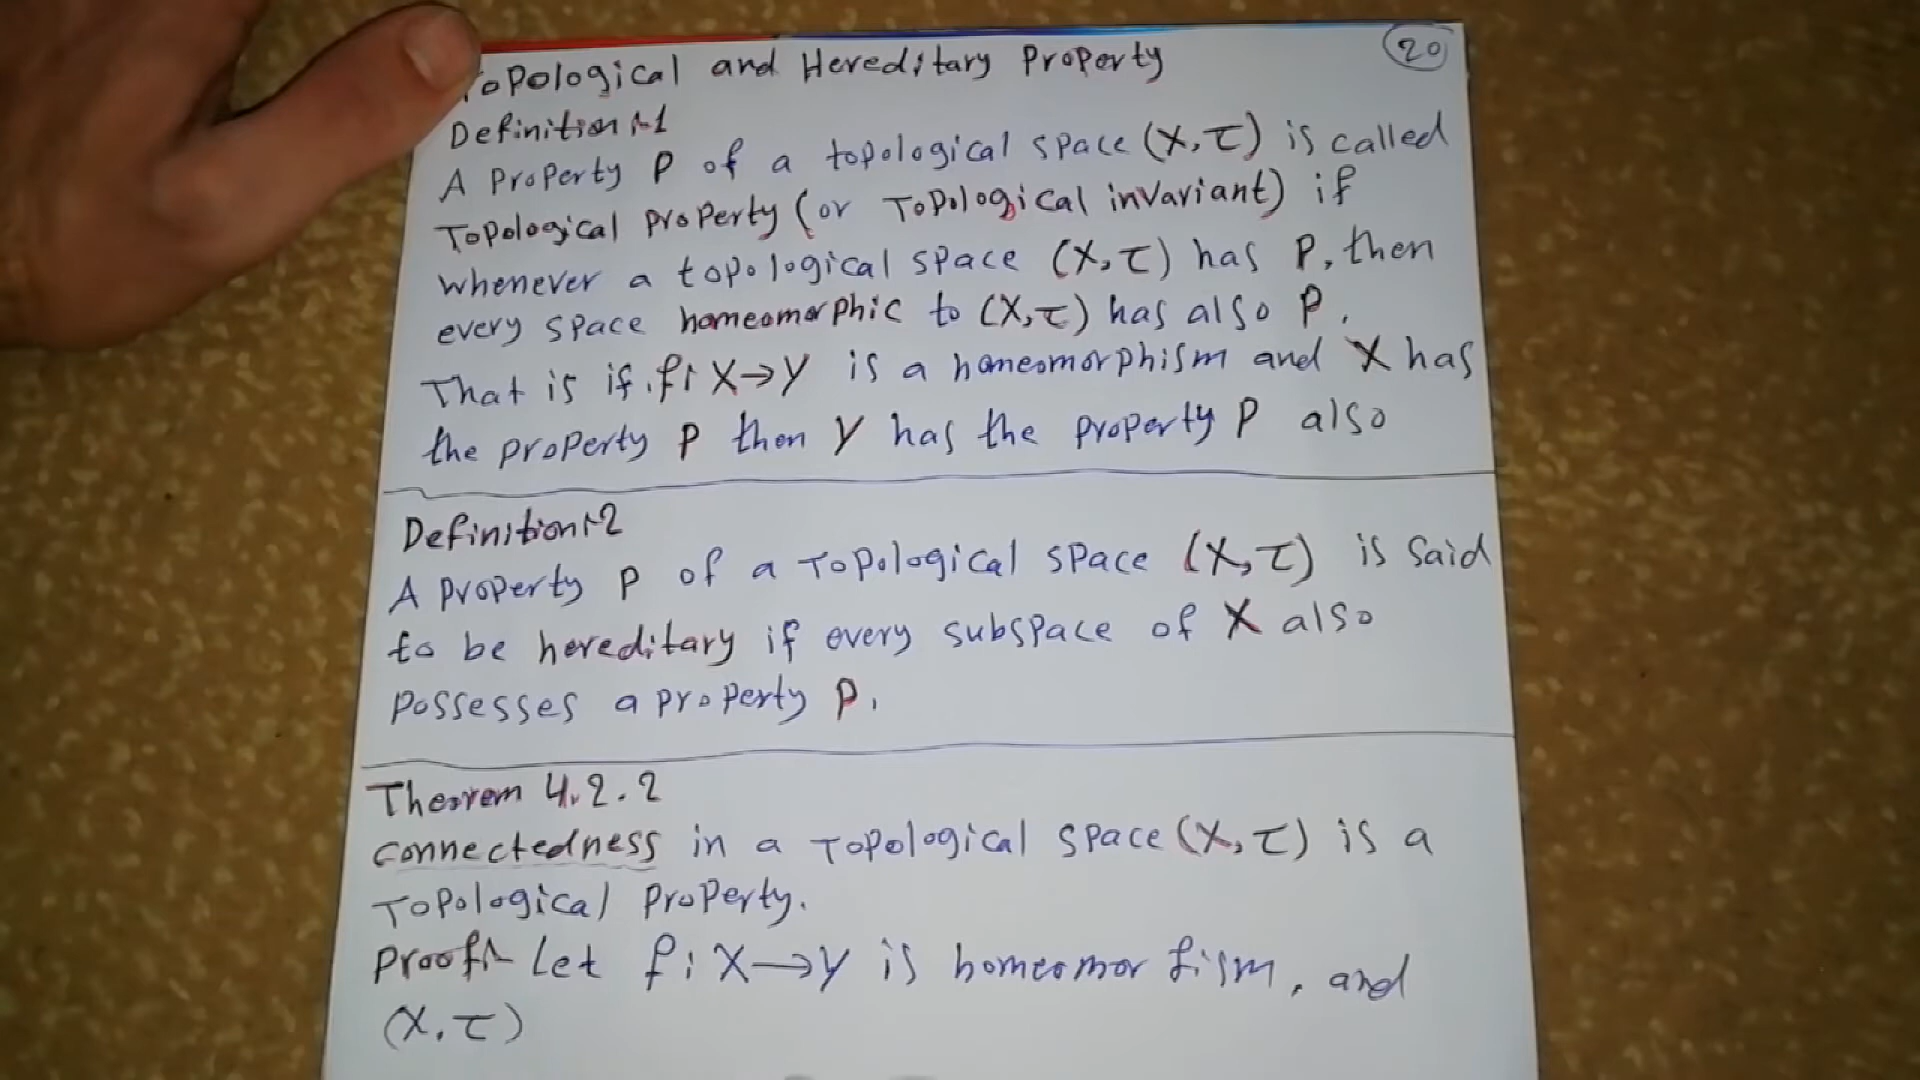 Topological and Hereditary Property
20
Definition:-1
A Property P of a topological space (X,τ) is called
Topological property (or Topological invariant) if
whenever a topological space (X,τ) has P, then
every space homeomorphic to (X,τ) has also P.
That is if f: X→Y is a homeomorphism and X has
the property P then Y has the property P also
Definition:-2
A property P of a Topological space (X,τ) is said
to be hereditary if every subspace of X also
possesses a property P.
Theorem 4.2.2
connectedness in a Topological space (X,τ) is a
Topological property.
Proof:- Let f: X→Y is homeomorfism, and
(X,τ)